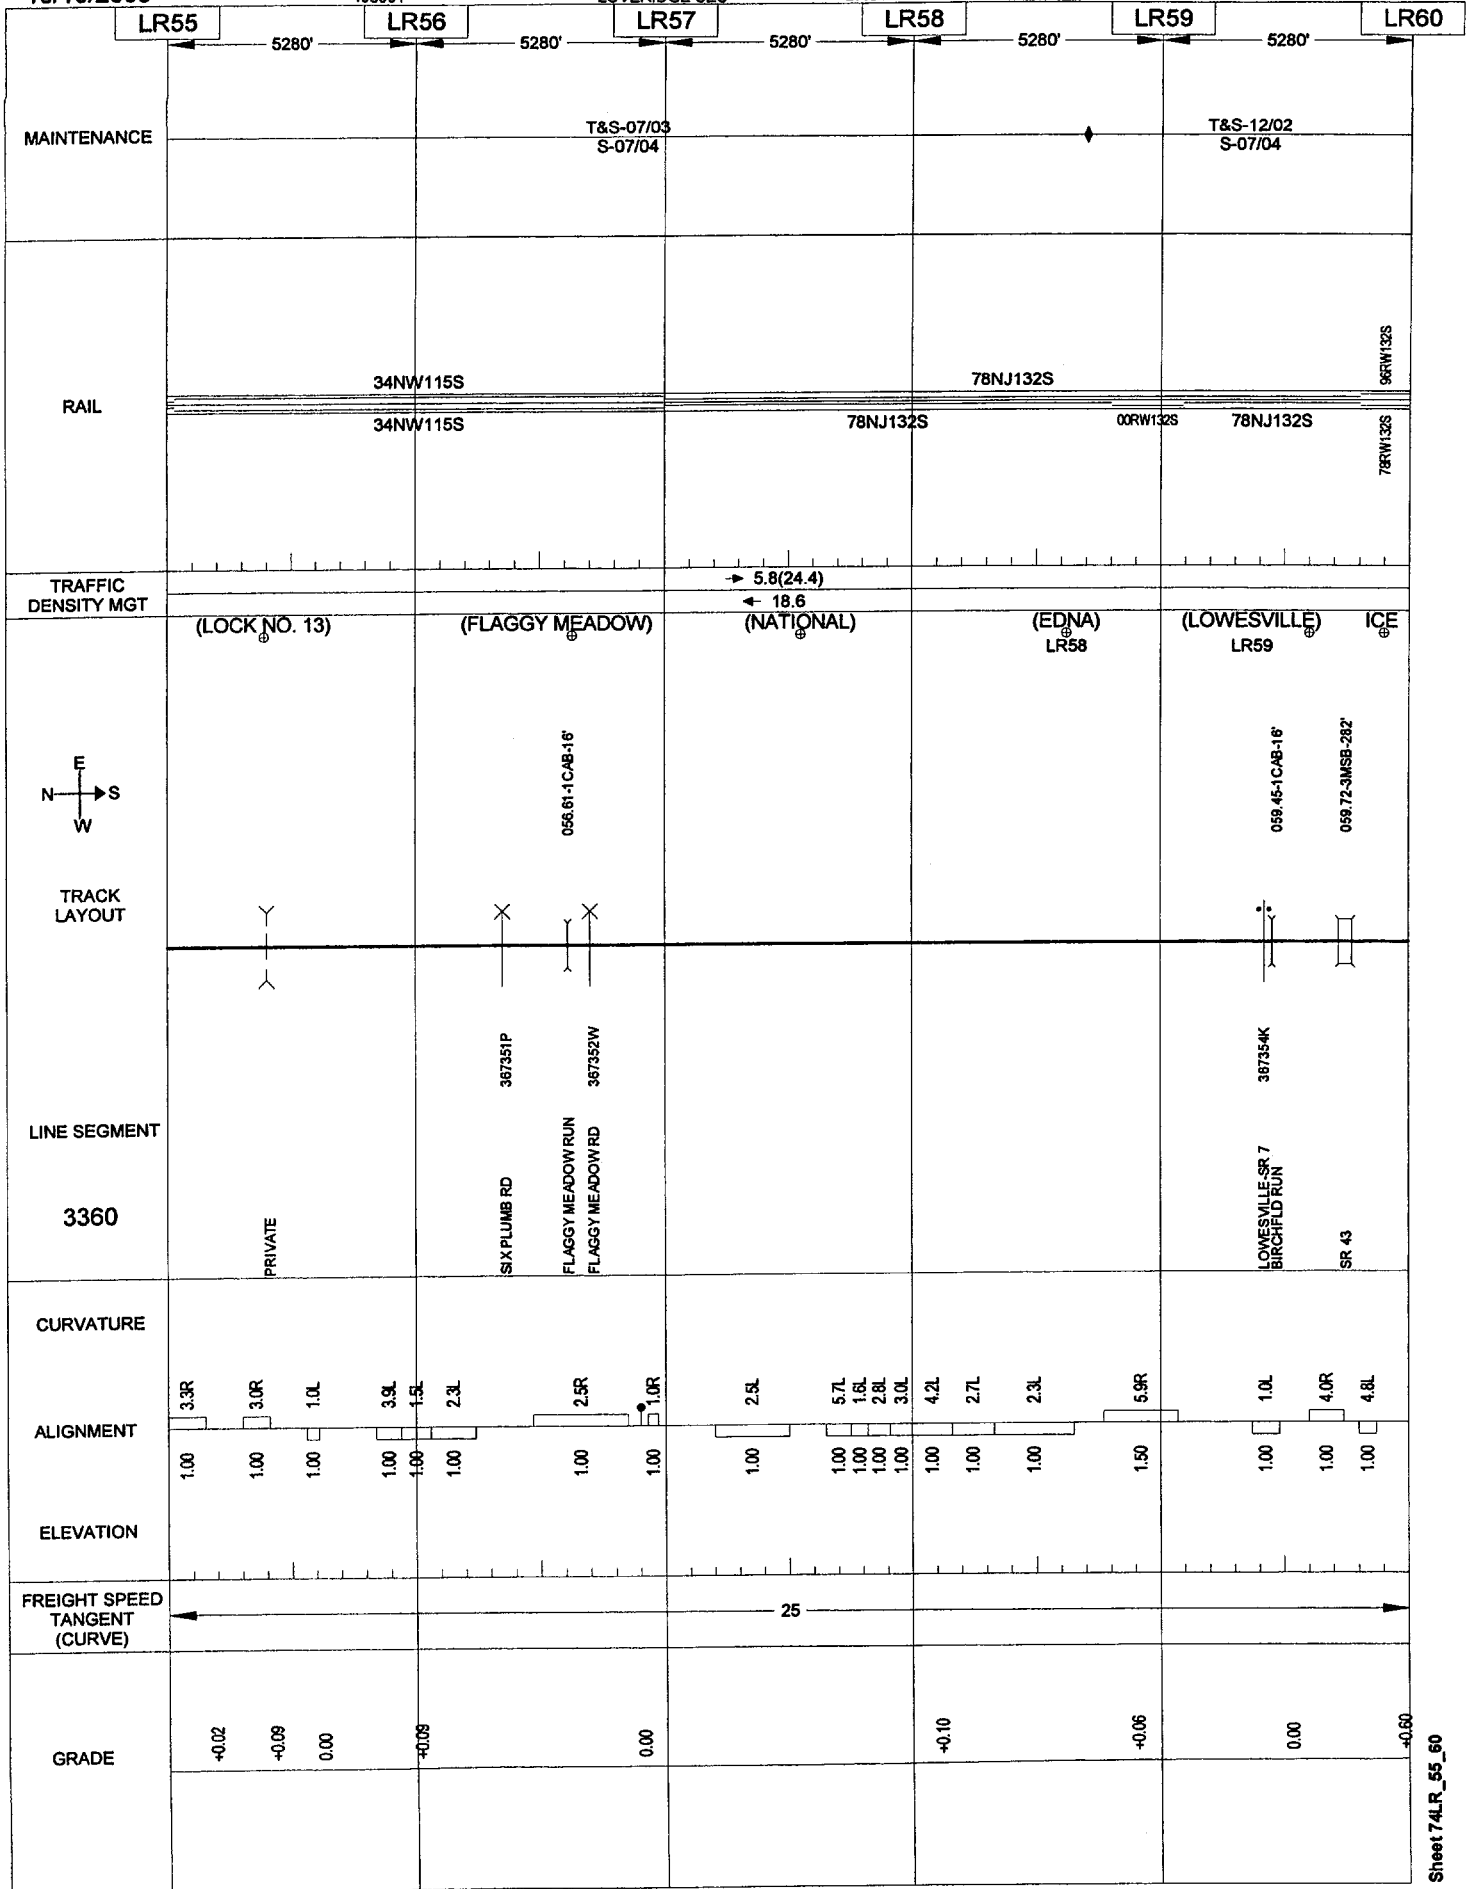 LR55 LR56 LR57 LR58 LR59 LR60
5280' 5280' 5280' 5280' 5280'
MAINTENANCE
T&S-07/03
S-07/04
T&S-12/02
S-07/04
RAIL
34NW115S 78NJ132S 96RW132S
34NW115S 78NJ132S 00RW132S 78NJ132S 78RW132S
TRAFFIC
DENSITY MGT
5.8(24.4)
18.6
(LOCK NO. 13) (FLAGGY MEADOW) (NATIONAL) (EDNA) (LOWESVILLE) ICE
LR58 LR59
E
N S
W
056.61-1CAB-16' 059.45-1CAB-16' 059.72-3MSB-282'
TRACK
LAYOUT
367351P 367352W 367354K
LINE SEGMENT
3360
PRIVATE
SIX PLUMB RD
FLAGGY MEADOW RUN
FLAGGY MEADOW RD
LOWESVILLE-SR 7
BIRCHFLD RUN
SR 43
CURVATURE
3.3R 3.0R 1.0L 3.9L 1.5L 2.3L 2.5R 1.0R 2.5L 5.7L 1.6L 2.8L 3.0L 4.2L 2.7L 2.3L 5.9R 1.0L 4.0R 4.8L
ALIGNMENT
1.00 1.00 1.00 1.00 1.00 1.00 1.00 1.00 1.00 1.00 1.00 1.00 1.00 1.00 1.00 1.00 1.50 1.00 1.00 1.00
ELEVATION
FREIGHT SPEED
TANGENT
(CURVE)
25
GRADE
+0.02 +0.09 0.00 +0.09 0.00 +0.10 +0.06 0.00 +0.60
Sheet 74LR_55_60